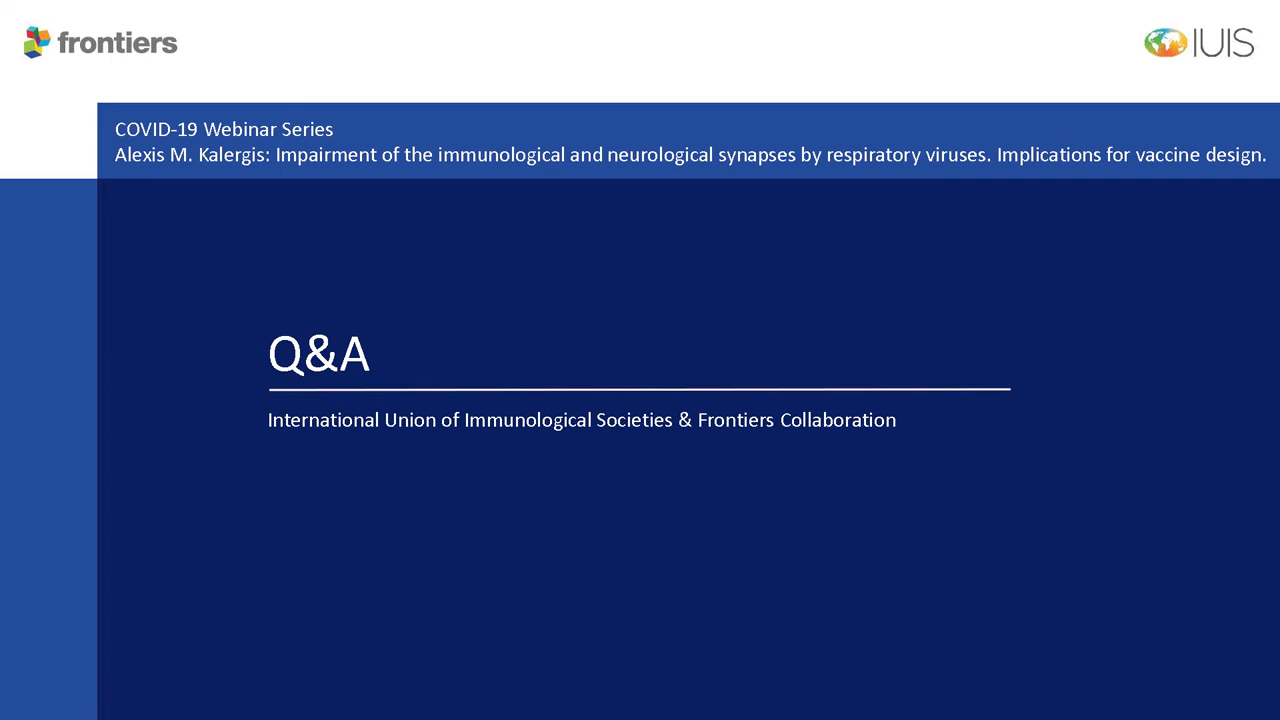 frontiers
IUIS
COVID-19 Webinar Series
Alexis M. Kalergis: Impairment of the immunological and neurological synapses by respiratory viruses. Implications for vaccine design.
Q&A
International Union of Immunological Societies & Frontiers Collaboration